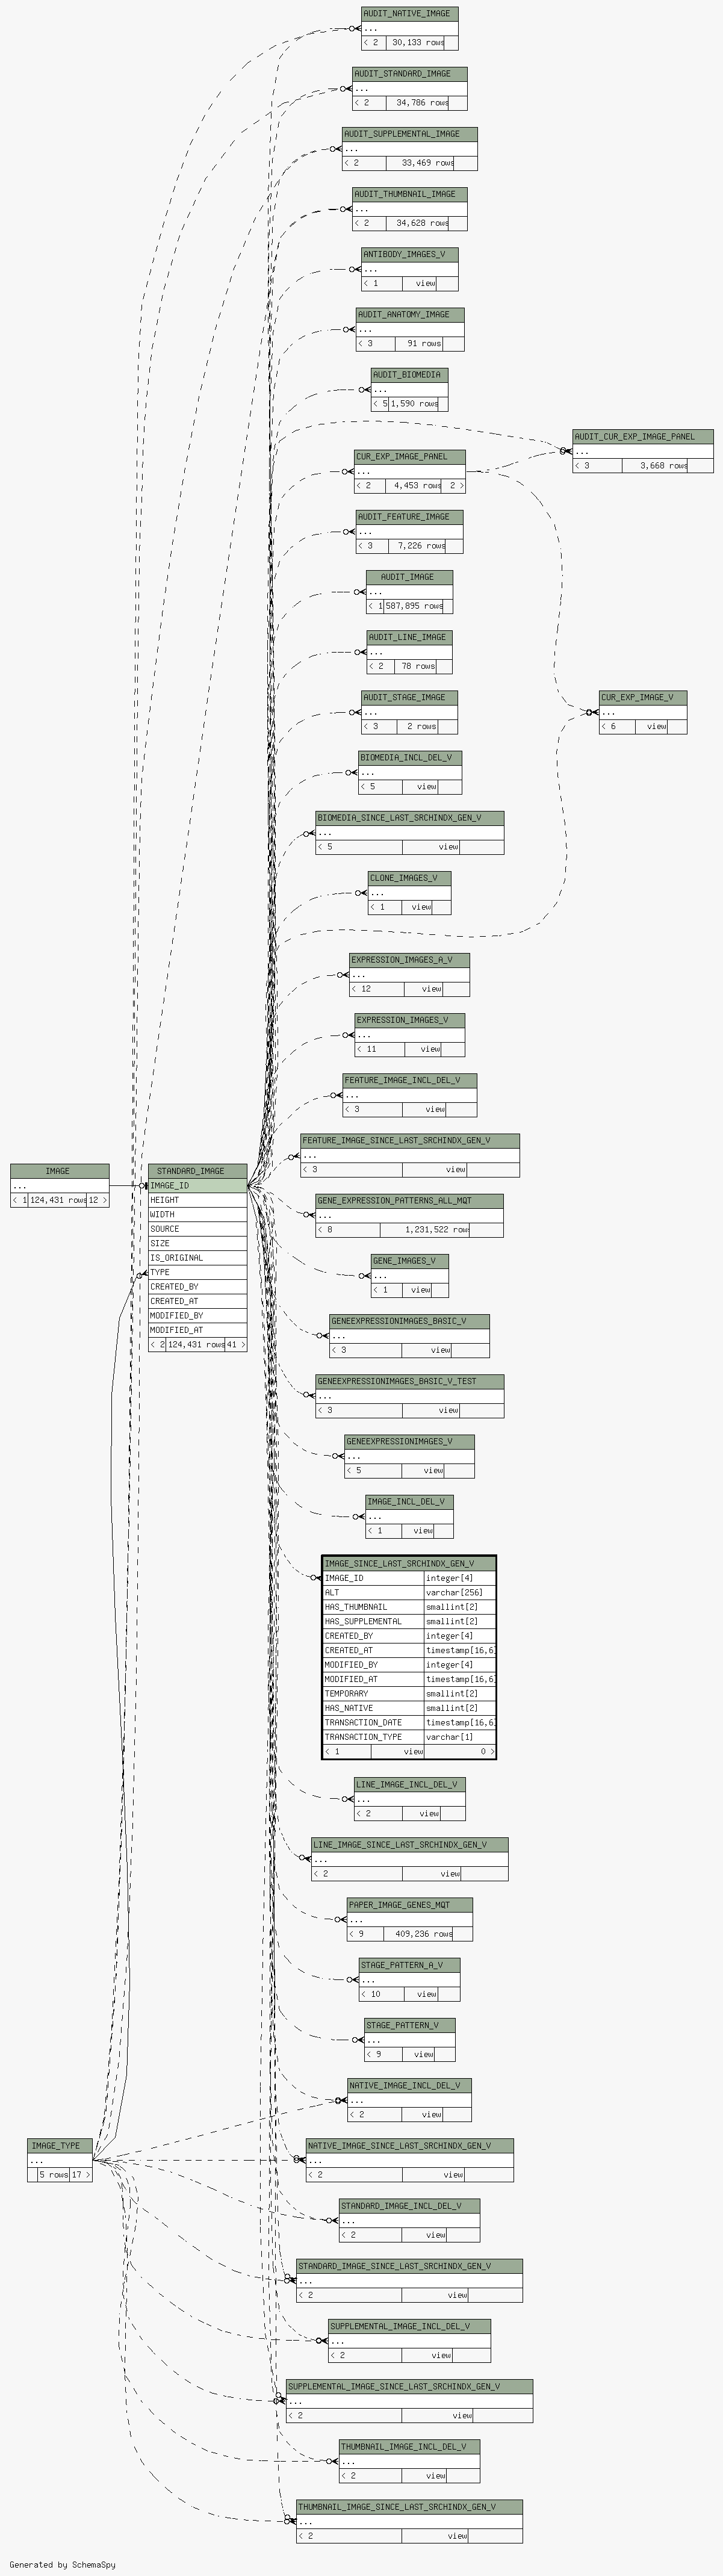 AUDIT_NATIVE_IMAGE
...
< 2 30,133 rows
AUDIT_STANDARD_IMAGE
...
< 2 34,786 rows
AUDIT_SUPPLEMENTAL_IMAGE
...
< 2 33,469 rows
AUDIT_THUMBNAIL_IMAGE
...
< 2 34,628 rows
ANTIBODY_IMAGES_V
...
< 1 view
AUDIT_ANATOMY_IMAGE
...
< 3 91 rows
AUDIT_BIOMEDIA
...
< 5 1,590 rows
AUDIT_CUR_EXP_IMAGE_PANEL
...
< 3 3,668 rows
CUR_EXP_IMAGE_PANEL
...
< 2 4,453 rows 2 >
AUDIT_FEATURE_IMAGE
...
< 3 7,226 rows
AUDIT_IMAGE
...
< 1 587,895 rows
AUDIT_LINE_IMAGE
...
< 2 78 rows
AUDIT_STAGE_IMAGE
...
< 3 2 rows
CUR_EXP_IMAGE_V
...
< 6 view
BIOMEDIA_INCL_DEL_V
...
< 5 view
BIOMEDIA_SINCE_LAST_SRCHINDX_GEN_V
...
< 5 view
CLONE_IMAGES_V
...
< 1 view
EXPRESSION_IMAGES_A_V
...
< 12 view
EXPRESSION_IMAGES_V
...
< 11 view
FEATURE_IMAGE_INCL_DEL_V
...
< 3 view
FEATURE_IMAGE_SINCE_LAST_SRCHINDX_GEN_V
...
< 3 view
IMAGE
...
< 1 124,431 rows 12 >
STANDARD_IMAGE
IMAGE_ID
HEIGHT
WIDTH
SOURCE
SIZE
IS_ORIGINAL
TYPE
CREATED_BY
CREATED_AT
MODIFIED_BY
MODIFIED_AT
< 2 124,431 rows 41 >
GENE_EXPRESSION_PATTERNS_ALL_MQT
...
< 8 1,231,522 rows
GENE_IMAGES_V
...
< 1 view
GENEEXPRESSIONIMAGES_BASIC_V
...
< 3 view
GENEEXPRESSIONIMAGES_BASIC_V_TEST
...
< 3 view
GENEEXPRESSIONIMAGES_V
...
< 5 view
IMAGE_INCL_DEL_V
...
< 1 view
IMAGE_SINCE_LAST_SRCHINDX_GEN_V
IMAGE_ID integer[4]
ALT varchar[256]
HAS_THUMBNAIL smallint[2]
HAS_SUPPLEMENTAL smallint[2]
CREATED_BY integer[4]
CREATED_AT timestamp[16,6]
MODIFIED_BY integer[4]
MODIFIED_AT timestamp[16,6]
TEMPORARY smallint[2]
HAS_NATIVE smallint[2]
TRANSACTION_DATE timestamp[16,6]
TRANSACTION_TYPE varchar[1]
< 1 view 0 >
LINE_IMAGE_INCL_DEL_V
...
< 2 view
LINE_IMAGE_SINCE_LAST_SRCHINDX_GEN_V
...
< 2 view
PAPER_IMAGE_GENES_MQT
...
< 9 409,236 rows
STAGE_PATTERN_A_V
...
< 10 view
STAGE_PATTERN_V
...
< 9 view
NATIVE_IMAGE_INCL_DEL_V
...
< 2 view
IMAGE_TYPE
...
5 rows 17 >
NATIVE_IMAGE_SINCE_LAST_SRCHINDX_GEN_V
...
< 2 view
STANDARD_IMAGE_INCL_DEL_V
...
< 2 view
STANDARD_IMAGE_SINCE_LAST_SRCHINDX_GEN_V
...
< 2 view
SUPPLEMENTAL_IMAGE_INCL_DEL_V
...
< 2 view
SUPPLEMENTAL_IMAGE_SINCE_LAST_SRCHINDX_GEN_V
...
< 2 view
THUMBNAIL_IMAGE_INCL_DEL_V
...
< 2 view
THUMBNAIL_IMAGE_SINCE_LAST_SRCHINDX_GEN_V
...
< 2 view
Generated by SchemaSpy